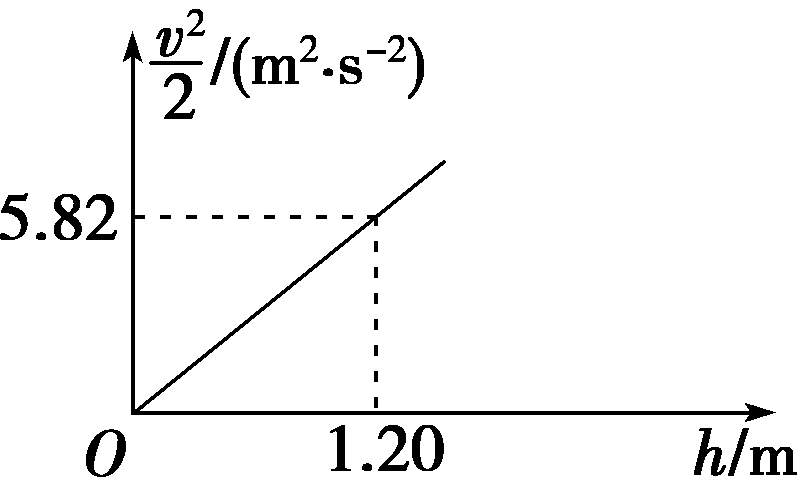 v²/2 /(m²·s⁻²)
5.82
O
1.20
h/m